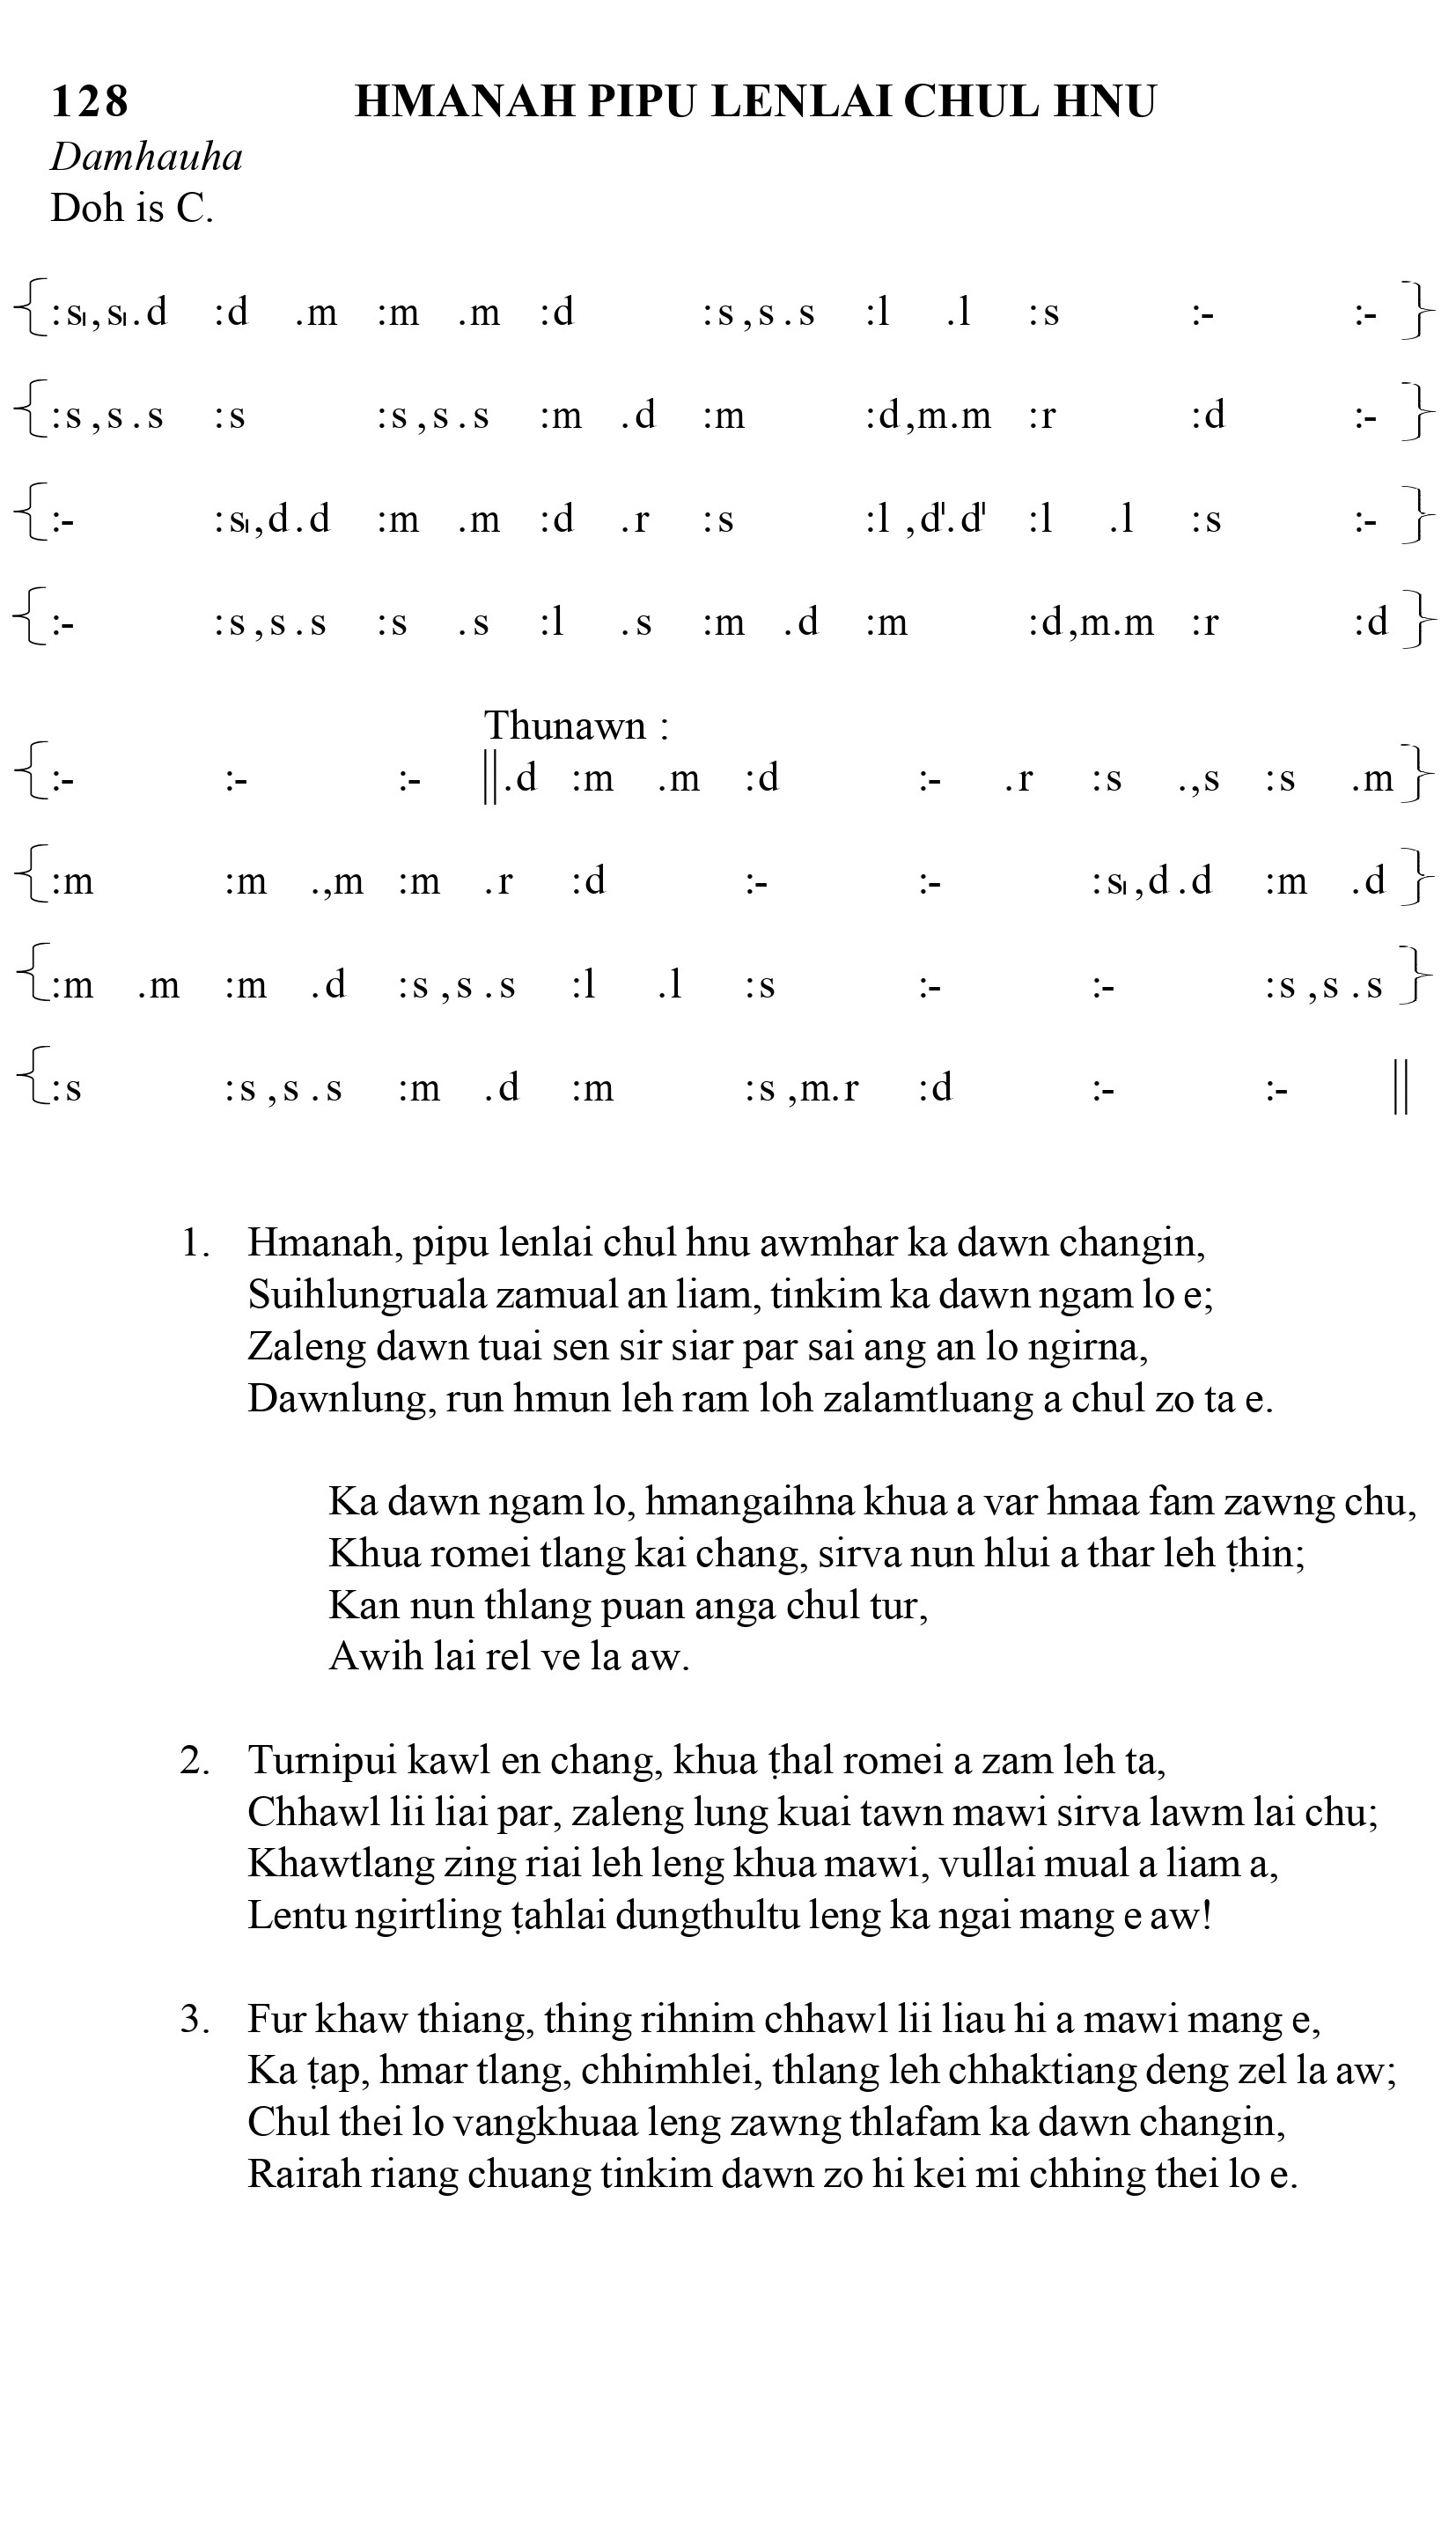 128 HMANAH PIPU LENLAI CHUL HNU
Damhauha
Doh is C.
{:s₁,s₁.d :d .m :m .m :d :s,s.s :l .l :s :- :- }
{:s,s.s :s :s,s.s :m .d :m :d,m.m :r :d :- }
{:- :s₁,d.d :m .m :d .r :s :l,d'.d' :l .l :s :- }
{:- :s,s.s :s .s :l .s :m .d :m :d,m.m :r :d }
Thunawn :
{:- :- :- ||.d :m .m :d :- .r :s .,s :s .m }
{:m :m .,m :m .r :d :- :- :s₁,d.d :m .d }
{:m .m :m .d :s,s.s :l .l :s :- :- :s,s.s }
{:s :s,s.s :m .d :m :s,m.r :d :- :- ||
1. Hmanah, pipu lenlai chul hnu awmhar ka dawn changin,
Suihlungruala zamual an liam, tinkim ka dawn ngam lo e;
Zaleng dawn tuai sen sir siar par sai ang an lo ngirna,
Dawnlung, run hmun leh ram loh zalamtluang a chul zo ta e.
Ka dawn ngam lo, hmangaihna khua a var hmaa fam zawng chu,
Khua romei tlang kai chang, sirva nun hlui a thar leh ṭhin;
Kan nun thlang puan anga chul tur,
Awih lai rel ve la aw.
2. Turnipui kawl en chang, khua ṭhal romei a zam leh ta,
Chhawl lii liai par, zaleng lung kuai tawn mawi sirva lawm lai chu;
Khawtlang zing riai leh leng khua mawi, vullai mual a liam a,
Lentu ngirtling ṭahlai dungthultu leng ka ngai mang e aw!
3. Fur khaw thiang, thing rihnim chhawl lii liau hi a mawi mang e,
Ka ṭap, hmar tlang, chhimhlei, thlang leh chhaktiang deng zel la aw;
Chul thei lo vangkhuaa leng zawng thlafam ka dawn changin,
Rairah riang chuang tinkim dawn zo hi kei mi chhing thei lo e.